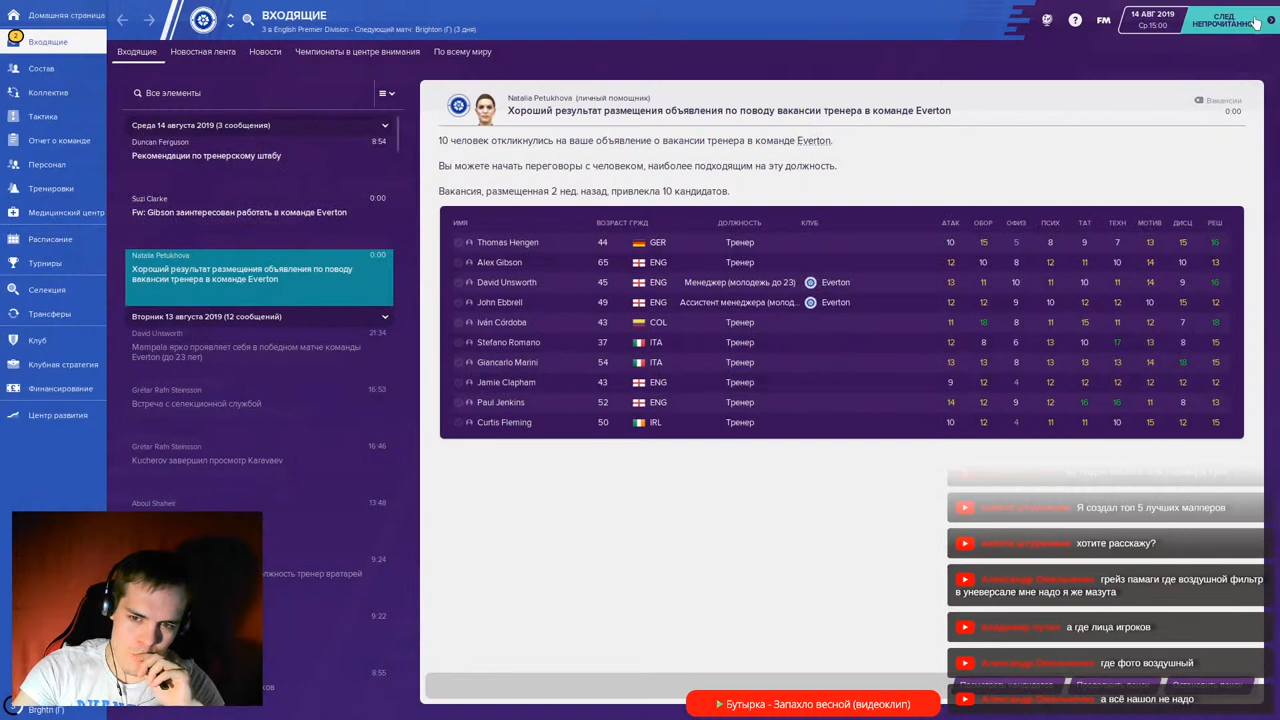 Домашняя страница
ВХОДЯЩИЕ
3 в English Premier Division - Следующий матч: Brighton (Г) (3 дня)
FM
14 АВГ 2019
Ср 15:00
СЛЕД.
2
Входящие
Состав
Коллектив
Тактика
Отчет о команде
Персонал
Тренировки
Медицинский центр
Расписание
Турниры
Селекция
Трансферы
Клуб
Клубная стратегия
Финансирование
Центр развития
Brightn (Г)
Входящие Новостная лента Новости Чемпионаты в центре внимания По всему миру
Все элементы
Среда 14 августа 2019 (3 сообщения)
Duncan Ferguson 8:54
Рекомендации по тренерскому штабу
Suzi Clarke 0:00
Fw: Gibson заинтересован работать в команде Everton
Natalia Petukhova 0:00
Хороший результат размещения объявления по поводу
вакансии тренера в команде Everton
Вторник 13 августа 2019 (12 сообщений)
David Unsworth 21:34
Mampala ярко проявляет себя в победном матче команды
Everton (до 23 лет)
Grétar Rafn Steinsson 16:53
Встреча с селекционной службой
Grétar Rafn Steinsson 16:46
Kucherov завершил просмотр Karavaev
Aboul Shaheir 13:48
9:24
должность тренер вратарей
9:22
8:55
Natalia Petukhova (личный помощник)
Хороший результат размещения объявления по поводу вакансии тренера в команде Everton
Вакансии
0:00
10 человек откликнулись на ваше объявление о вакансии тренера в команде Everton.
Вы можете начать переговоры с человеком, наиболее подходящим на эту должность.
Вакансия, размещенная 2 нед. назад, привлекла 10 кандидатов.
ИМЯ ВОЗРАСТ ГРЖД ДОЛЖНОСТЬ КЛУБ АТАК ОБОР ОФИЗ ПСИХ ТАТ ТЕХН МОТИВ ДИСЦ РЕШ
Thomas Hengen 44 GER Тренер 10 15 5 8 9 7 13 15 16
Alex Gibson 65 ENG Тренер 12 10 8 12 11 10 14 10 13
David Unsworth 45 ENG Менеджер (молодежь до 23) Everton 13 11 10 11 10 11 14 9 16
John Ebbrell 49 ENG Ассистент менеджера (молод... Everton 12 12 9 10 12 12 10 15 12
Iván Córdoba 43 COL Тренер 11 18 8 11 15 11 12 7 18
Stefano Romano 37 ITA Тренер 12 8 6 13 10 17 13 8 15
Giancarlo Marini 54 ITA Тренер 13 13 8 13 13 13 14 18 15
Jamie Clapham 43 ENG Тренер 9 12 4 12 12 12 12 12 12
Paul Jenkins 52 ENG Тренер 14 12 9 12 16 16 11 8 13
Curtis Fleming 50 IRL Тренер 10 12 4 11 11 10 15 12 15
Я создал топ 5 лучших малперов
хотите расскажу?
грейз памаги где воздушной фильтр
в уневерсале мне надо я же мазута
а где лица игроков
где фото воздушный
а всё нашол не надо
Бутырка - Запахло весной (видеоклип)